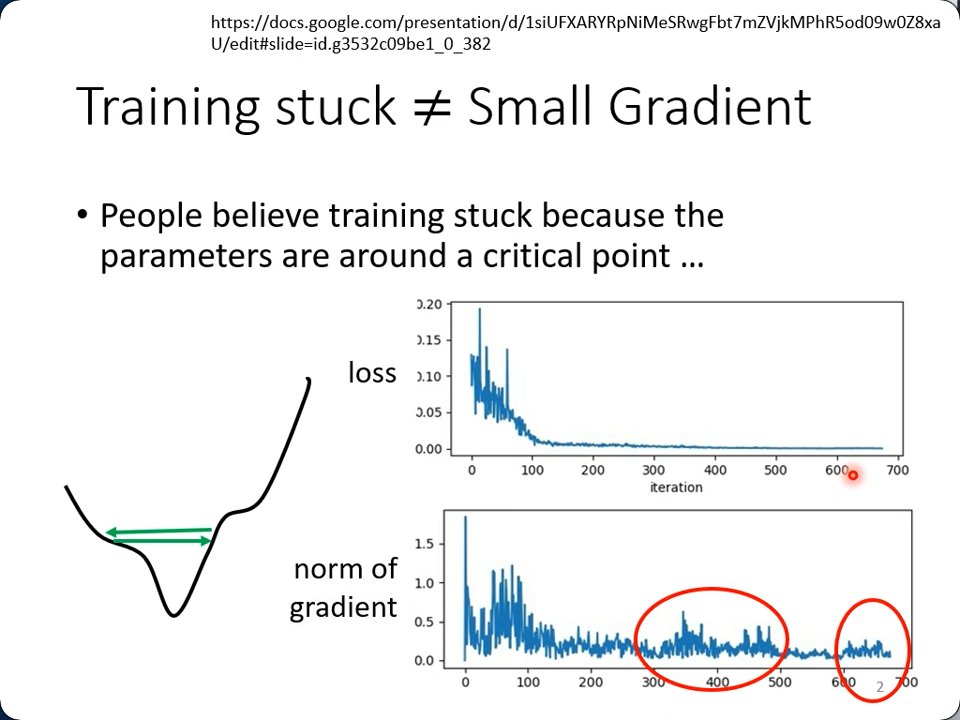 https://docs.google.com/presentation/d/1siUFXARYRpNiMeSRwgFbt7mZVjkMPhR5od09w0Z8xa
U/edit#slide=id.g3532c09be1_0_382
Training stuck ≠ Small Gradient
• People believe training stuck because the
parameters are around a critical point …
loss
0.20
0.15
0.10
0.05
0.00
0 100 200 300 400 500 600 700
iteration
norm of
gradient
1.5
1.0
0.5
0.0
0 100 200 300 400 500 600 700
2